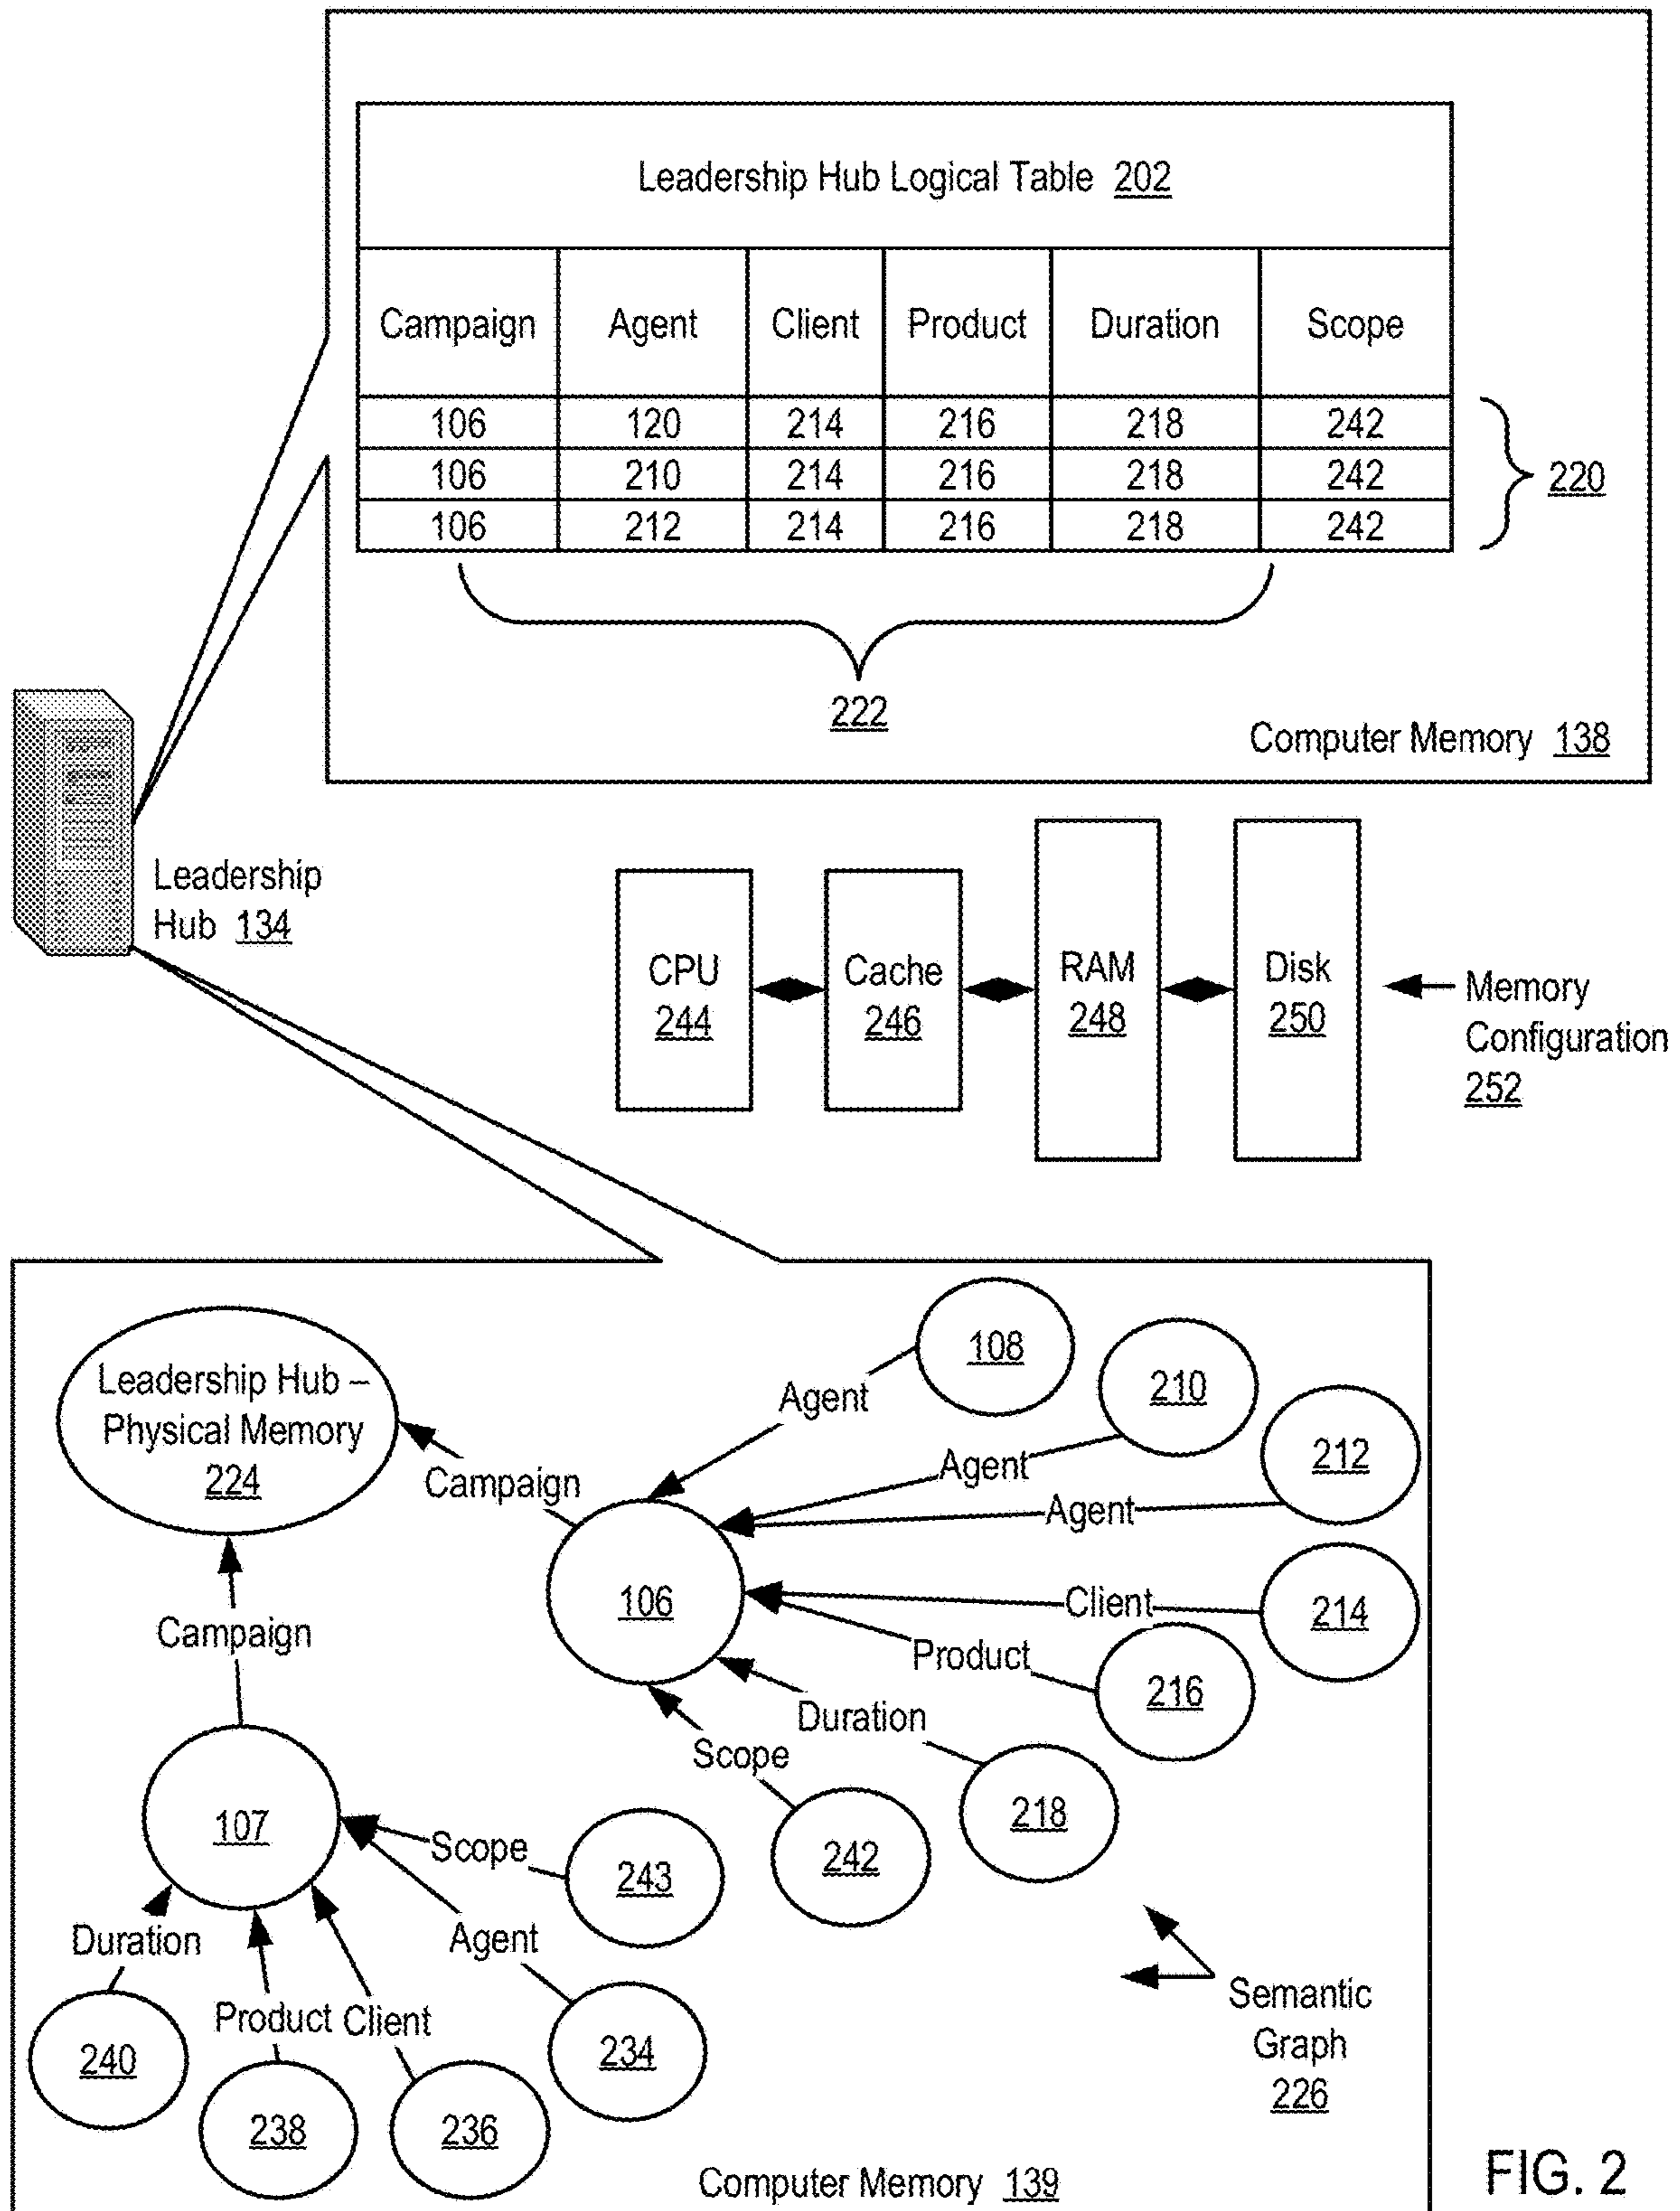 Leadership Hub Logical Table 202
Campaign Agent Client Product Duration Scope
106 120 214 216 218 242
106 210 214 216 218 242
106 212 214 216 218 242
220
222
Computer Memory 138
Leadership
Hub 134
CPU
244
Cache
246
RAM
248
Disk
250
Memory
Configuration
252
Leadership Hub –
Physical Memory
224
Campaign
Campaign
108
Agent
210
Agent
212
Agent
106
Client
214
Product
216
Duration
218
Scope
242
107
Scope
243
Agent
234
Duration
240
Product
238
Client
236
Semantic
Graph
226
Computer Memory 139
FIG. 2